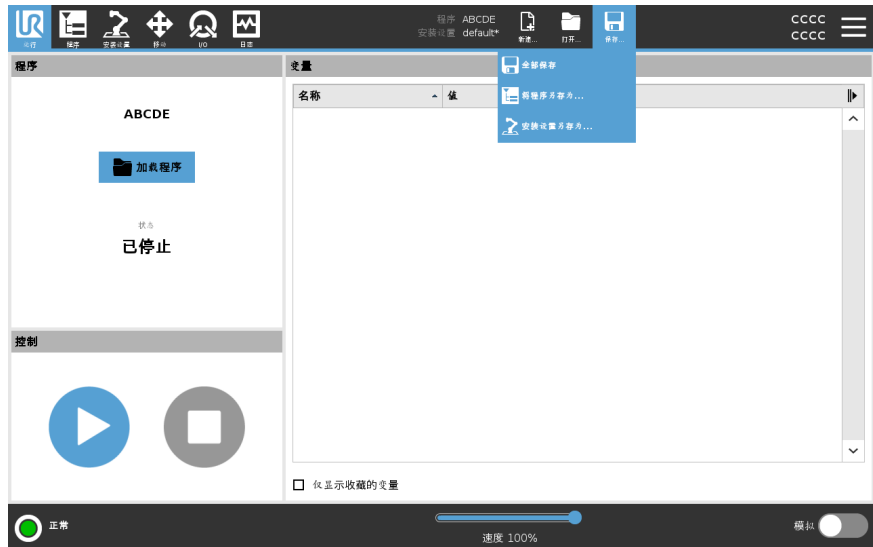 UR
运行
程序
安装设置
移动
I/O
日志
程序 ABCDE
安装设置 default*
新建...
打开...
保存...
CCCC
CCCC
程序
变量
全部保存
将程序另存为...
安装设置另存为...
名称
值
ABCDE
加载程序
状态
已停止
控制
仅显示收藏的变量
正常
速度 100%
模拟